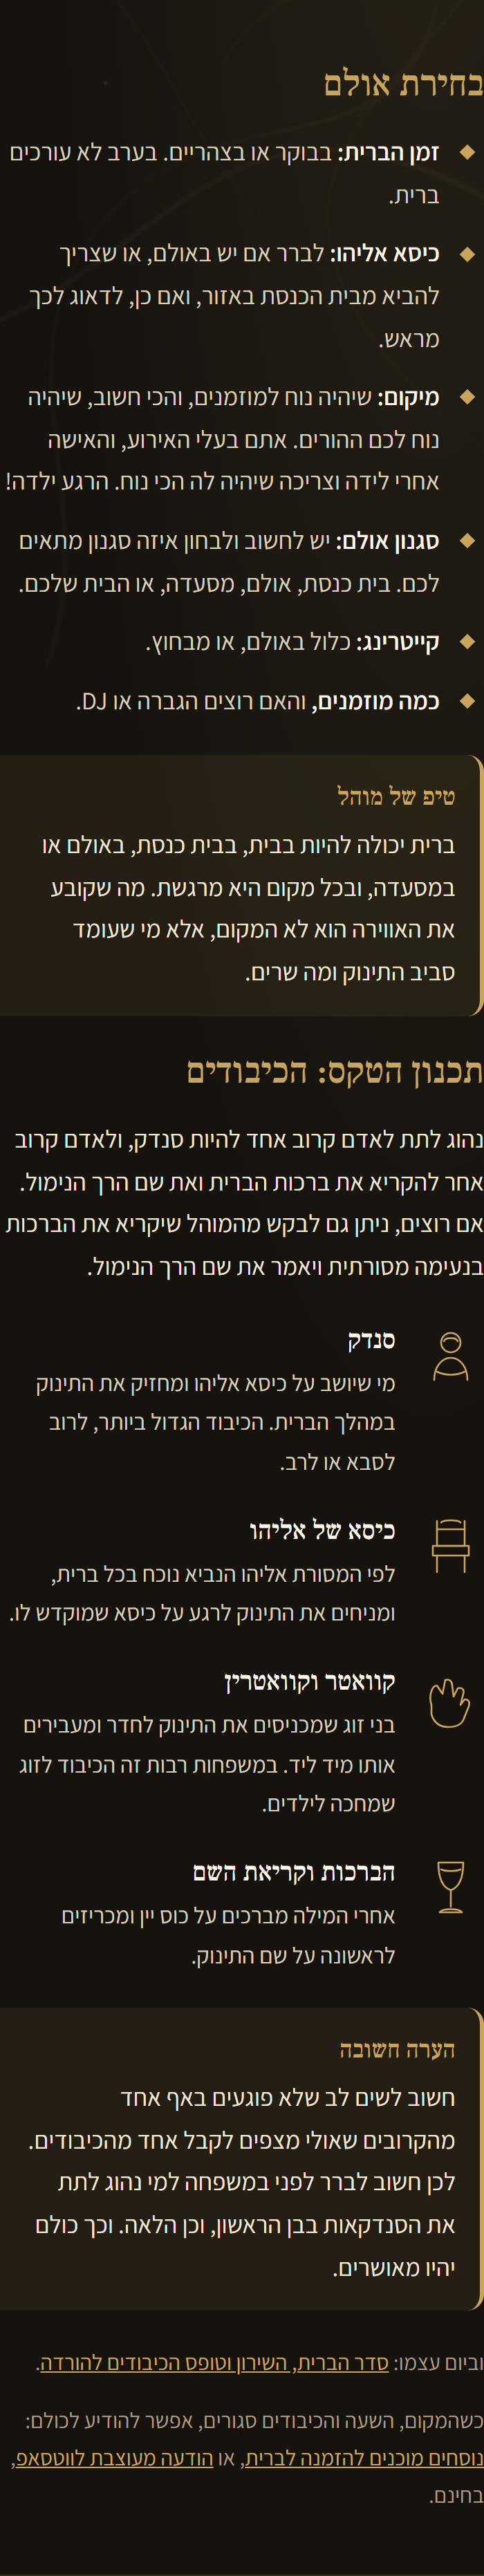 בחירת אולם
זמן הברית: בבוקר או בצהריים. בערב לא עורכים
ברית.
כיסא אליהו: לברר אם יש באולם, או שצריך
להביא מבית הכנסת באזור, ואם כן, לדאוג לכך
מראש.
מיקום: שיהיה נוח למוזמנים, והכי חשוב, שיהיה
נוח לכם ההורים. אתם בעלי האירוע, והאישה
אחרי לידה וצריכה שיהיה לה הכי נוח. הרגע ילדה!
סגנון אולם: יש לחשוב ולבחון איזה סגנון מתאים
לכם. בית כנסת, אולם, מסעדה, או הבית שלכם.
קייטרינג: כלול באולם, או מבחוץ.
כמה מוזמנים, והאם רוצים הגברה או DJ.
טיפ של מוהל
ברית יכולה להיות בבית, בבית כנסת, באולם או
במסעדה, ובכל מקום היא מרגשת. מה שקובע
את האווירה הוא לא המקום, אלא מי שעומד
סביב התינוק ומה שרים.
תכנון הטקס: הכיבודים
נהוג לתת לאדם קרוב אחד להיות סנדק, ולאדם קרוב
אחר להקריא את ברכות הברית ואת שם הרך הנימול.
אם רוצים, ניתן גם לבקש מהמוהל שיקריא את הברכות
בנעימה מסורתית ויאמר את שם הרך הנימול.
סנדק
מי שיושב על כיסא אליהו ומחזיק את התינוק
במהלך הברית. הכיבוד הגדול ביותר, לרוב
לסבא או לרב.
כיסא של אליהו
לפי המסורת אליהו הנביא נוכח בכל ברית,
ומניחים את התינוק לרגע על כיסא שמוקדש לו.
קוואטר וקוואטרין
בני זוג שמכניסים את התינוק לחדר ומעבירים
אותו מיד ליד. במשפחות רבות זה הכיבוד לזוג
שמחכה לילדים.
הברכות וקריאת השם
אחרי המילה מברכים על כוס יין ומכריזים
לראשונה על שם התינוק.
הערה חשובה
חשוב לשים לב שלא פוגעים באף אחד
מהקרובים שאולי מצפים לקבל אחד מהכיבודים.
לכן חשוב לברר לפני במשפחה למי נהוג לתת
את הסנדקאות בבן הראשון, וכן הלאה. וכך כולם
יהיו מאושרים.
וביום עצמו: סדר הברית, השירון וטופס הכיבודים להורדה.
כשהמקום, השעה והכיבודים סגורים, אפשר להודיע לכולם:
נוסחים מוכנים להזמנה לברית, או הודעה מעוצבת לווטסאפ,
בחינם.